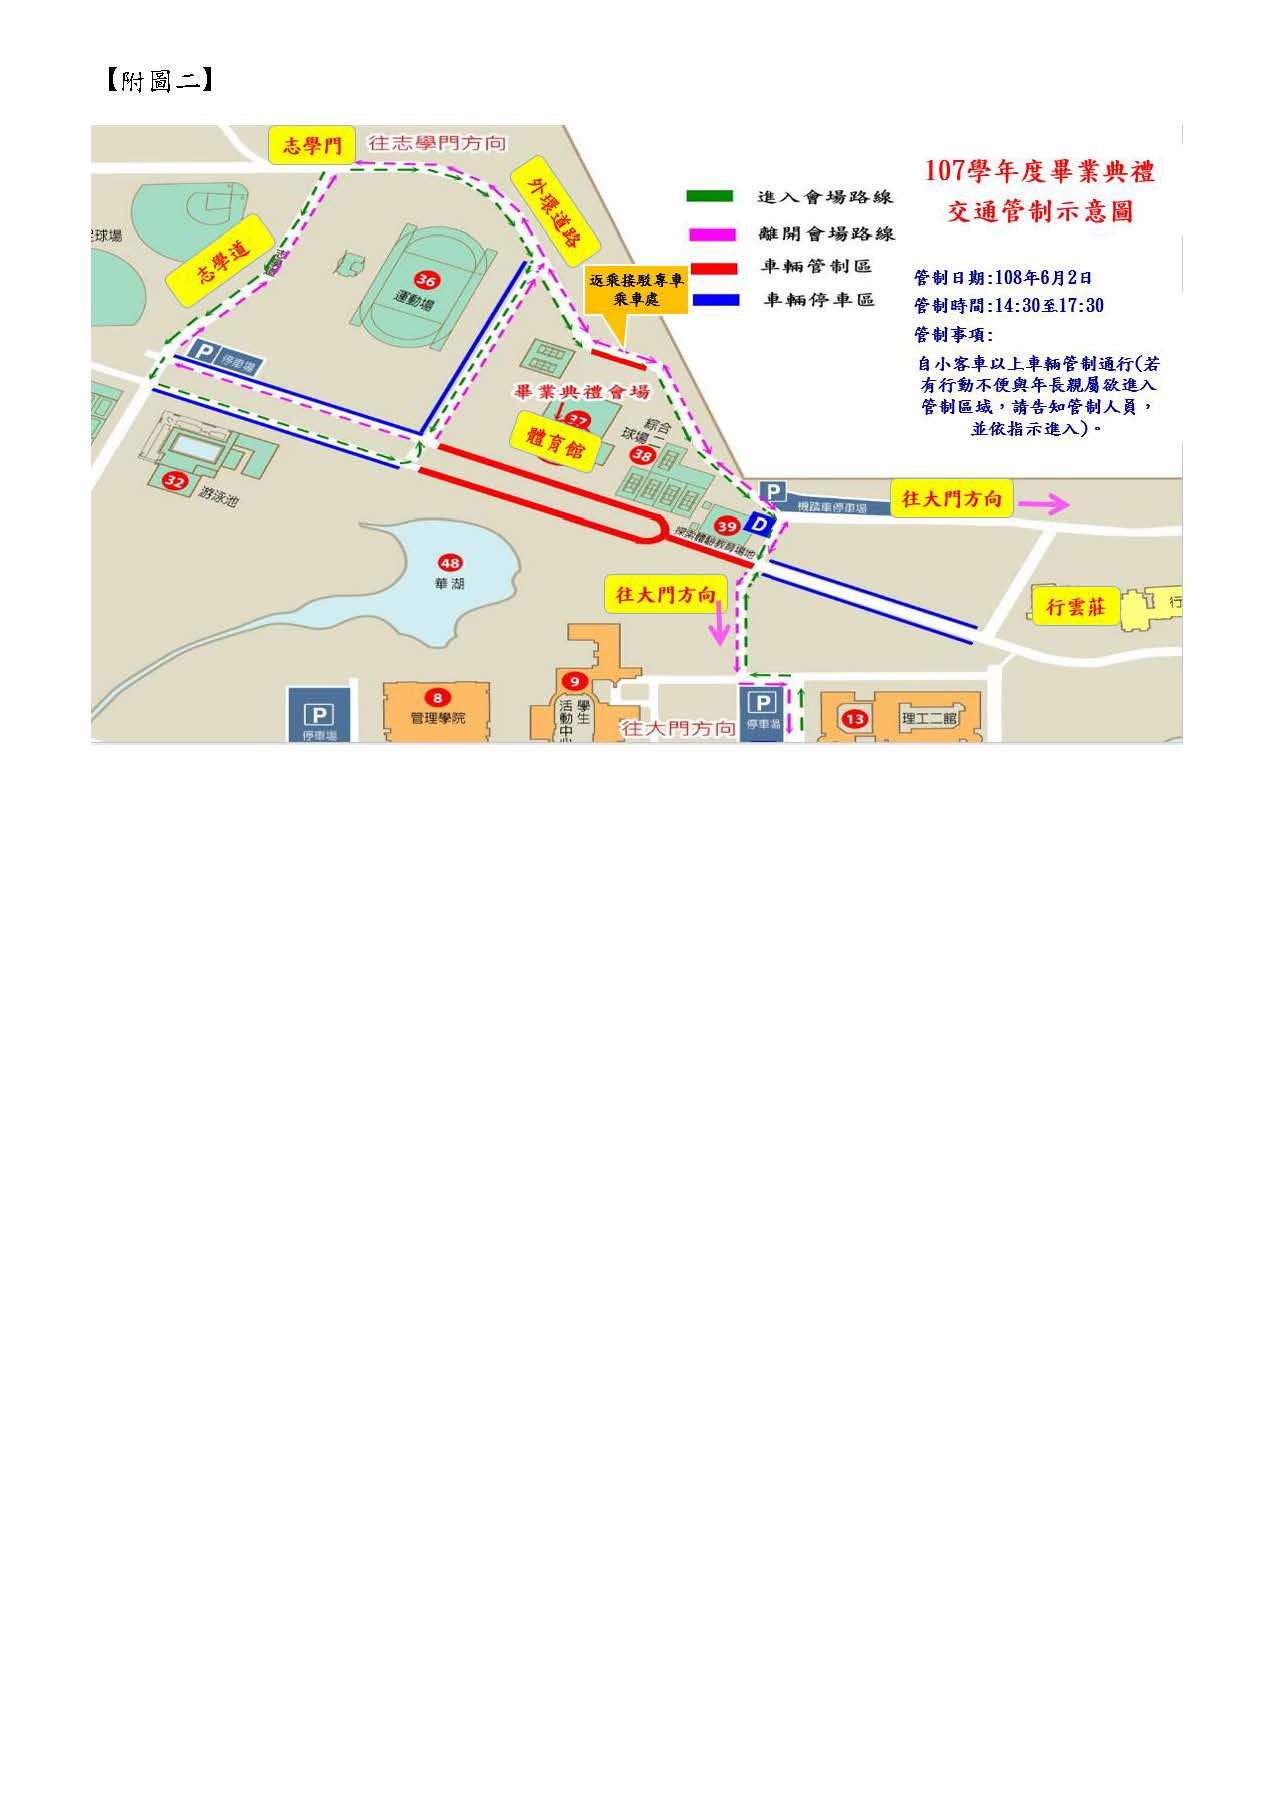 【附圖二】
志學門
往志學門方向
107學年度畢業典禮
交通管制示意圖
進入會場路線
離開會場路線
車輛管制區
車輛停車區
管制日期:108年6月2日
管制時間:14:30至17:30
管制事項:
自小客車以上車輛管制通行(若
有行動不便與年長親屬欲進入
管制區域，請告知管制人員，
並依指示進入)。
外環道路
志學道
球場
返乘接駁專車
乘車處
36
運動場
P 停車場
畢業典禮會場
37
體育館
綜合
球場二
38
32
游泳池
P
機踏車停車場
往大門方向
39
D
探索體驗教育場地
48
華湖
往大門方向
行雲莊
行
9
學生
活動中心
8
管理學院
P
停車場
往大門方向
P
停車場
13
理工二館